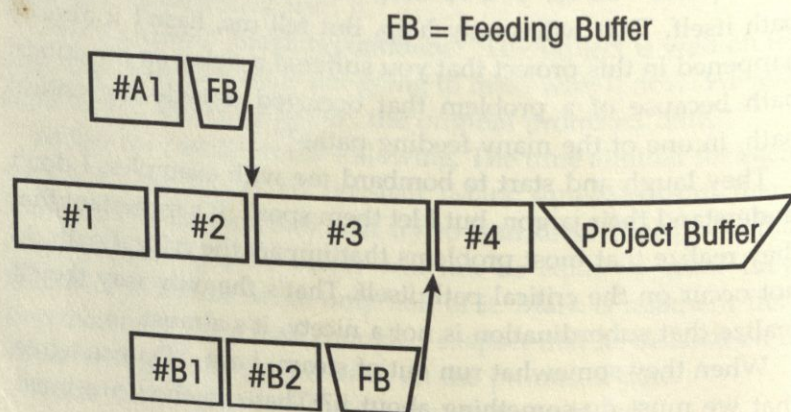 FB = Feeding Buffer
#A1 FB
#1 #2 #3 #4 Project Buffer
#B1 #B2 FB